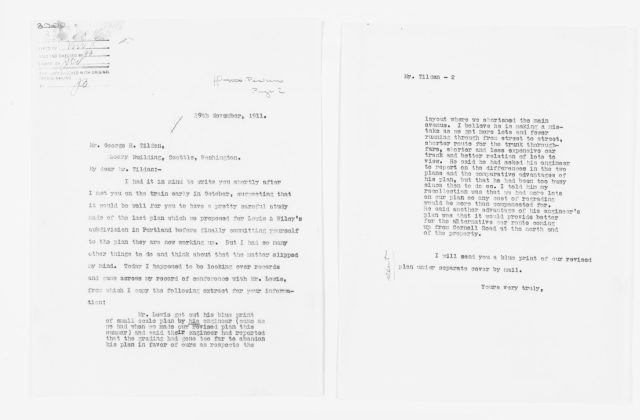 29th November, 1911.
Mr. George H. Tilden,
Lowry Building, Seattle, Washington.
My dear Mr. Tilden:-
I had it in mind to write you shortly after
I met you on the train early in October, suggesting that
it would be well for you to have a pretty careful study
made of the last plan which we proposed for Lewis & Wiley's
subdivision in Portland before finally committing yourself
to the plan they are now working up. But I had so many
other things to do and think about that the matter slipped
my mind. Today I happened to be looking over records
and came across my record of conference with Mr. Lewis,
from which I copy the following extract for your informa-
tion:
Mr. Lewis got out his blue print
of small scale plan by his engineer (same as
we had when we made our revised plan this
summer) and said their engineer had reported
that the grading had gone too far to abandon
his plan in favor of ours as respects the
Mr. Tilden - 2
layout where we shortened the main
avenue. I believe he is making a mis-
take as we got more lots and fewer
running through from street to street,
shorter route for the trunk thorough-
fare, shorter and less expensive car
track and better relation of lots to
view. He said he had asked his engineer
to report on the differences in the two
plans and the comparative advantages of
his plan, but that he had been too busy
since then to do so. I told him my
recollection was that we had more lots
on our plan so any cost of regrading
would be more than compensated for.
He said another advantage of his engineer's
plan was that it would provide better
for the alternative car route coming
up from Cornell Road at the north end
of the property.
I will send you a blue print of our revised
plan under separate cover by mail.
Yours very truly,